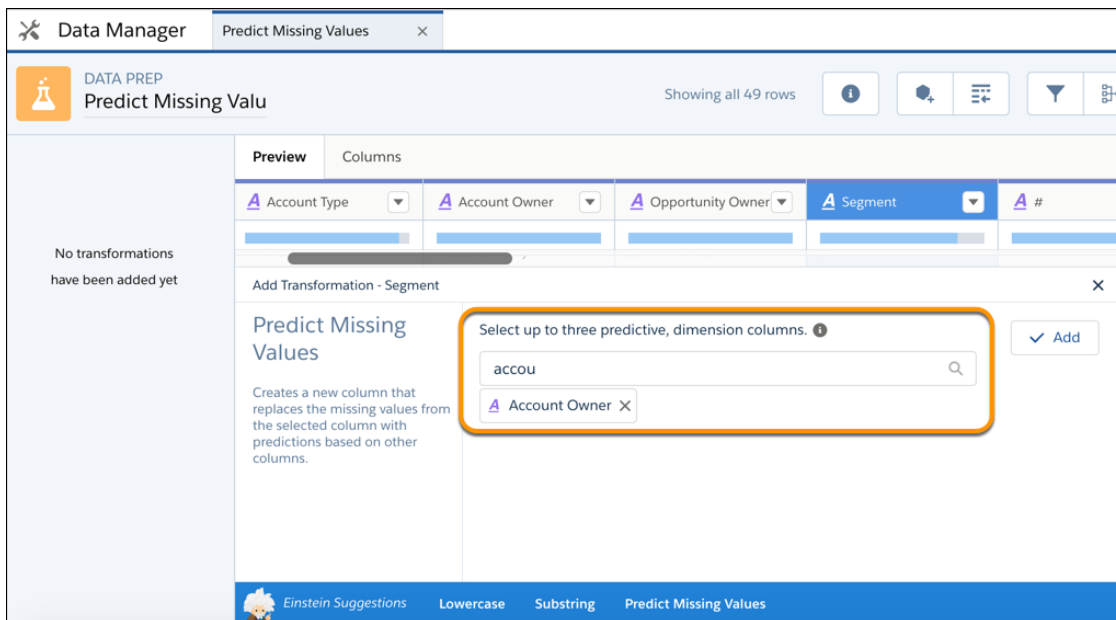 Data Manager
Predict Missing Values
DATA PREP
Predict Missing Valu
Showing all 49 rows
Preview
Columns
A Account Type
A Account Owner
A Opportunity Owner
A Segment
A #
No transformations
have been added yet
Add Transformation - Segment
Predict Missing
Values
Creates a new column that
replaces the missing values from
the selected column with
predictions based on other
columns.
Select up to three predictive, dimension columns.
accou
A Account Owner
Add
Einstein Suggestions
Lowercase
Substring
Predict Missing Values